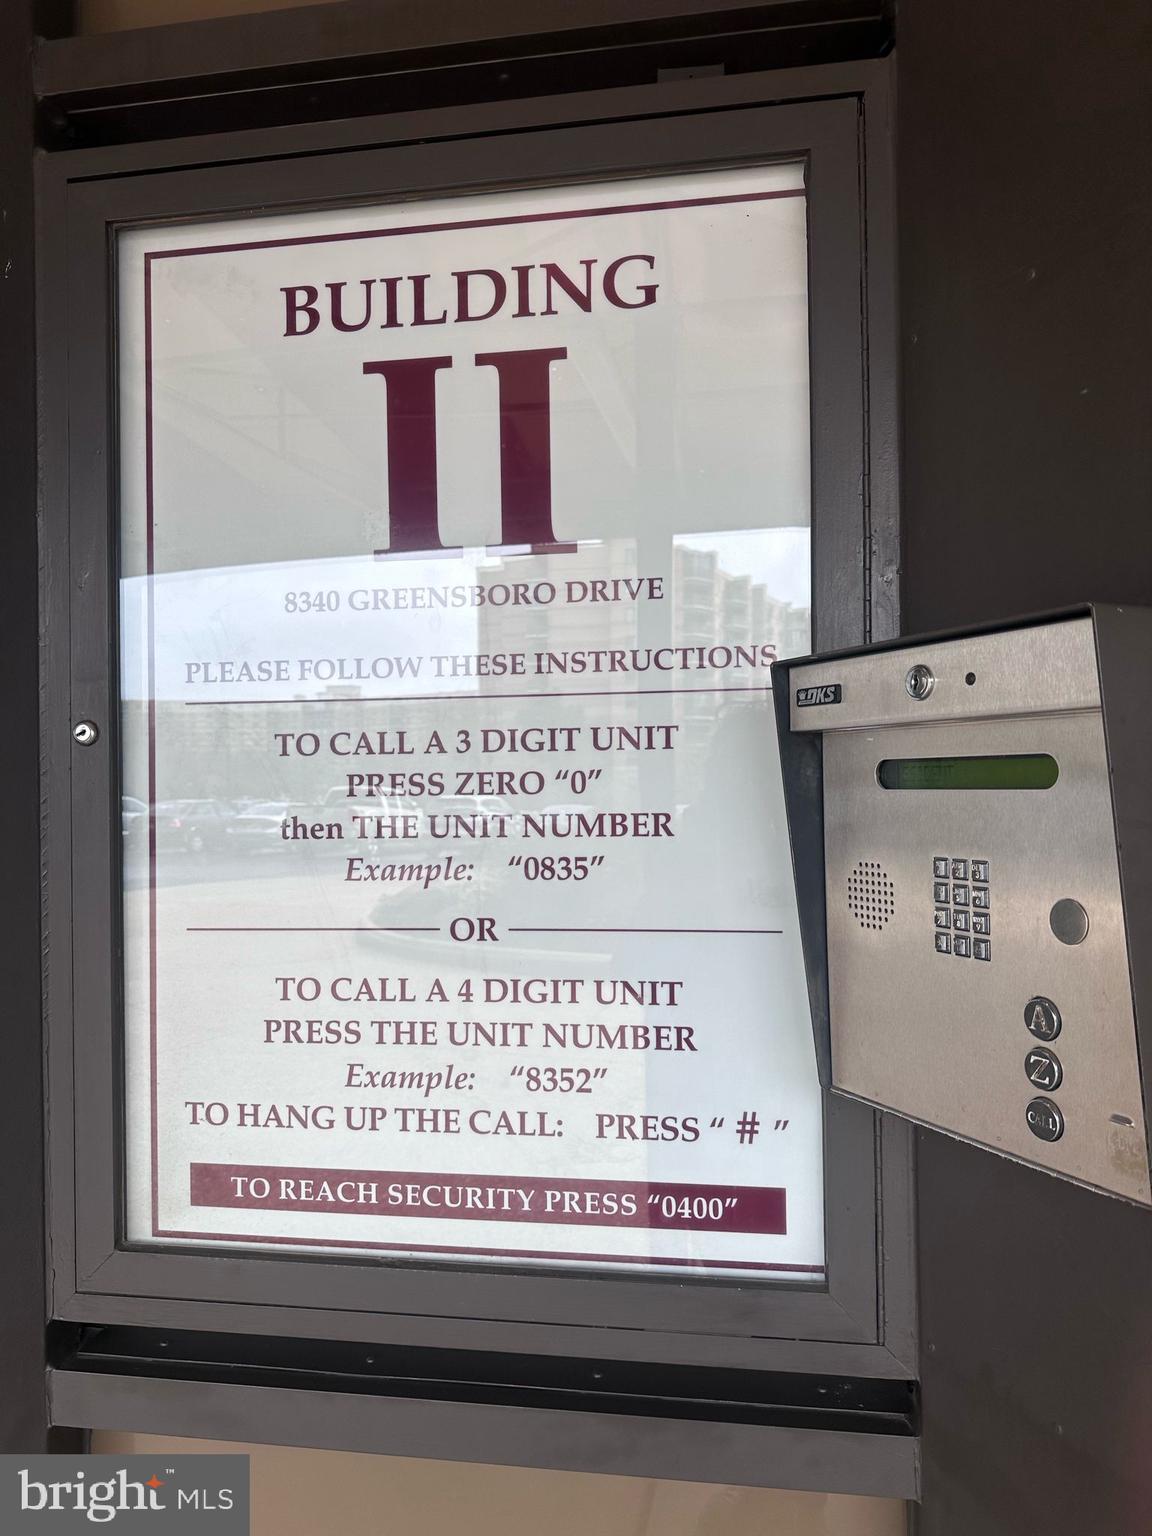 BUILDING
II
8340 GREENSBORO DRIVE
PLEASE FOLLOW THESE INSTRUCTIONS
TO CALL A 3 DIGIT UNIT
PRESS ZERO “0”
then THE UNIT NUMBER
Example: “0835”
OR
TO CALL A 4 DIGIT UNIT
PRESS THE UNIT NUMBER
Example: “8352”
TO HANG UP THE CALL: PRESS “ # ”
TO REACH SECURITY PRESS “0400”
DKS
A
Z
CALL
bright™ MLS